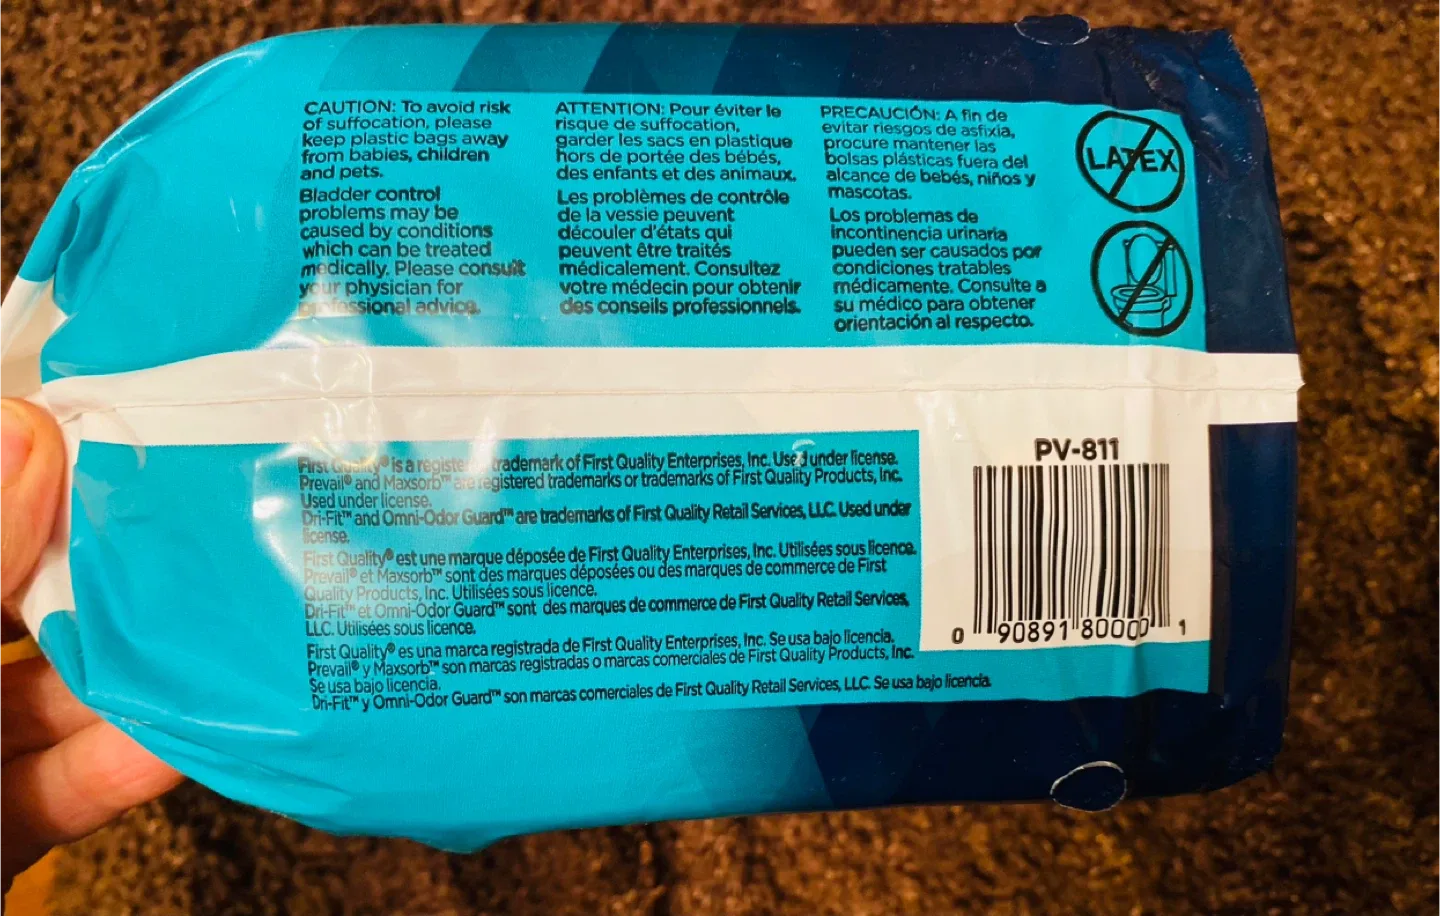 CAUTION: To avoid risk
of suffocation, please
keep plastic bags away
from babies, children
and pets.
Bladder control
problems may be
caused by conditions
which can be treated
medically. Please consult
your physician for
professional advice.
ATTENTION: Pour éviter le
risque de suffocation,
garder les sacs en plastique
hors de portée des bébés,
des enfants et des animaux.
Les problèmes de contrôle
de la vessie peuvent
découler d'états qui
peuvent être traités
médicalement. Consultez
votre médecin pour obtenir
des conseils professionnels.
PRECAUCIÓN: A fin de
evitar riesgos de asfixia,
procure mantener las
bolsas plásticas fuera del
alcance de bebés, niños y
mascotas.
Los problemas de
incontinencia urinaria
pueden ser causados por
condiciones tratables
médicamente. Consulte a
su médico para obtener
orientación al respecto.
LATEX
First Quality® is a registered trademark of First Quality Enterprises, Inc. Used under license.
Prevail® and Maxsorb™ are registered trademarks or trademarks of First Quality Products, Inc.
Used under license.
Dri-Fit™ and Omni-Odor Guard™ are trademarks of First Quality Retail Services, LLC. Used under
license.
First Quality® est une marque déposée de First Quality Enterprises, Inc. Utilisées sous licence.
Prevail® et Maxsorb™ sont des marques déposées ou des marques de commerce de First
Quality Products, Inc. Utilisées sous licence.
Dri-Fit™ et Omni-Odor Guard™ sont des marques de commerce de First Quality Retail Services,
LLC. Utilisées sous licence.
First Quality® es una marca registrada de First Quality Enterprises, Inc. Se usa bajo licencia.
Prevail® y Maxsorb™ son marcas registradas o marcas comerciales de First Quality Products, Inc.
Se usa bajo licencia.
Dri-Fit™ y Omni-Odor Guard™ son marcas comerciales de First Quality Retail Services, LLC. Se usa bajo licencia.
PV-811
0 90891 80000 1